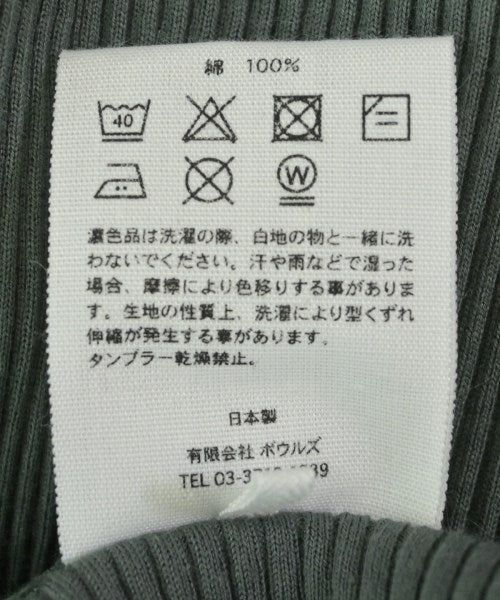 綿 100%
40
W
濃色品は洗濯の際、白地の物と一緒に洗
わないでください。汗や雨などで湿った
場合、摩擦により色移りする事がありま
す。生地の性質上、洗濯により型くずれ
伸縮が発生する事があります。
タンブラー乾燥禁止。
日本製
有限会社 ボウルズ
TEL